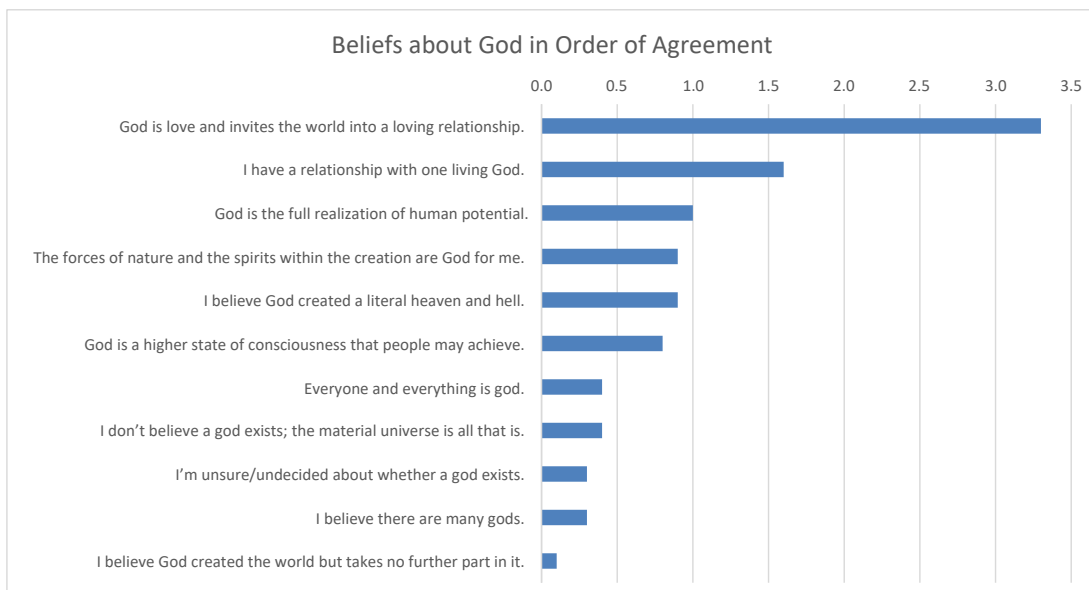 Beliefs about God in Order of Agreement
0.0 0.5 1.0 1.5 2.0 2.5 3.0 3.5
God is love and invites the world into a loving relationship.
I have a relationship with one living God.
God is the full realization of human potential.
The forces of nature and the spirits within the creation are God for me.
I believe God created a literal heaven and hell.
God is a higher state of consciousness that people may achieve.
Everyone and everything is god.
I don’t believe a god exists; the material universe is all that is.
I’m unsure/undecided about whether a god exists.
I believe there are many gods.
I believe God created the world but takes no further part in it.